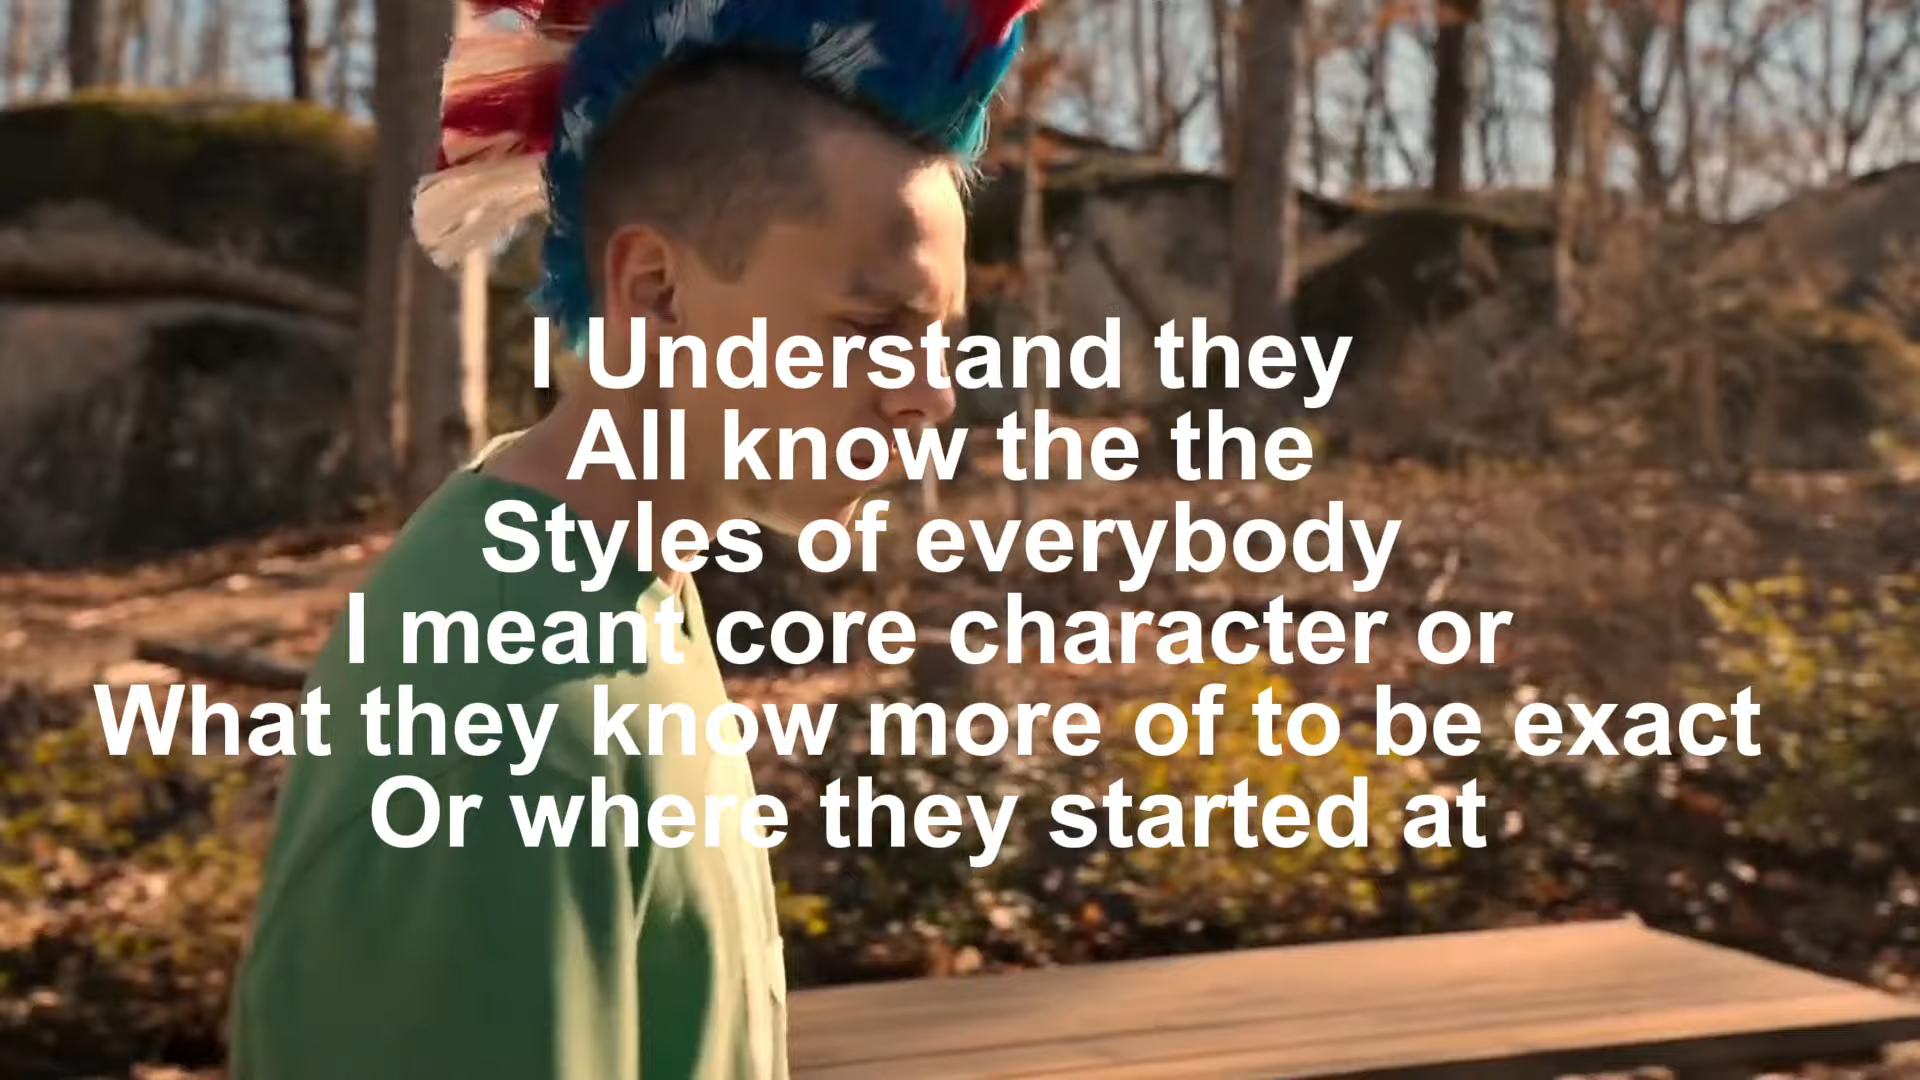 I Understand they
All know the the
Styles of everybody
I meant core character or
What they know more of to be exact
Or where they started at